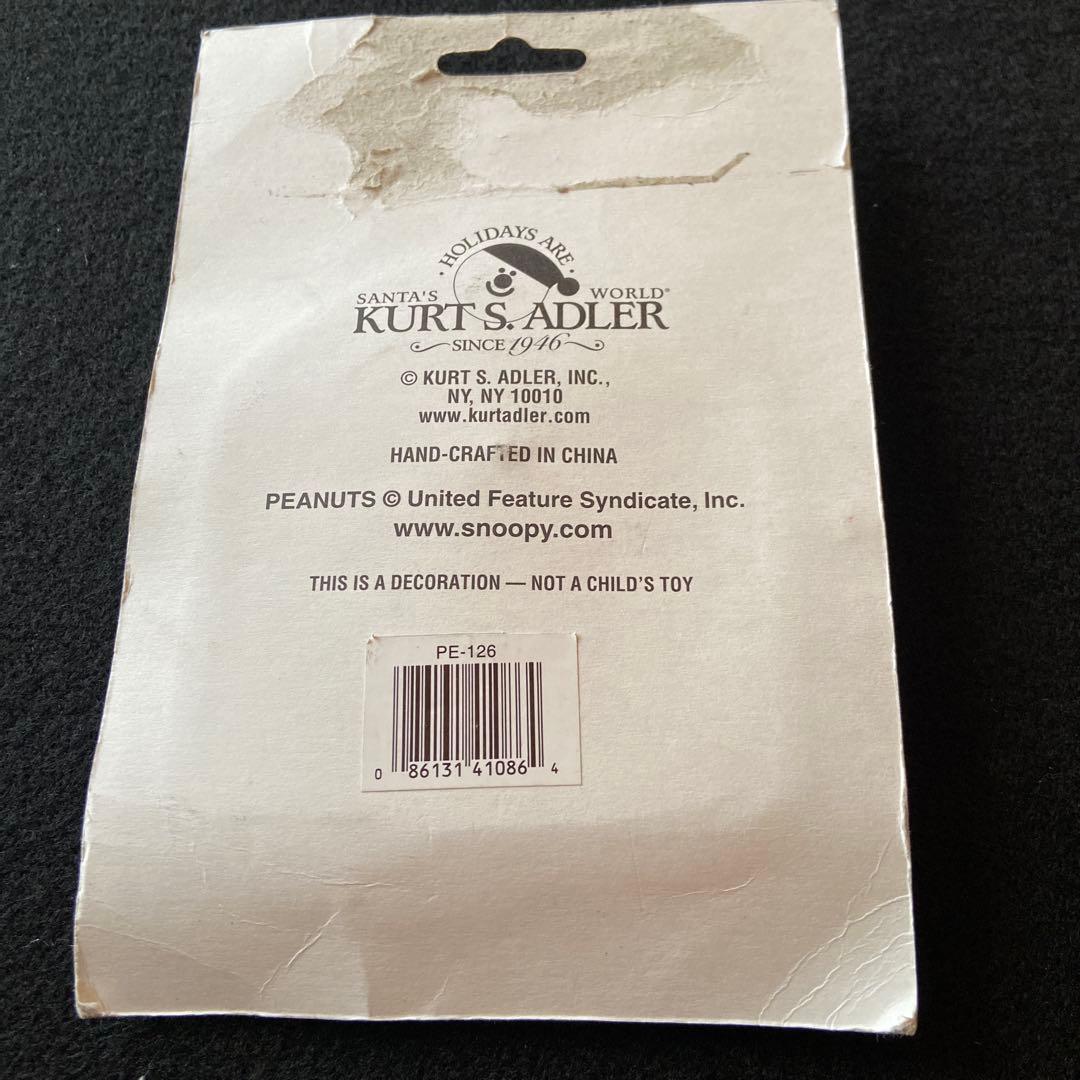 HOLIDAYS ARE
SANTA'S WORLD®
KURT S. ADLER
SINCE 1946
© KURT S. ADLER, INC.,
NY, NY 10010
www.kurtadler.com
HAND-CRAFTED IN CHINA
PEANUTS © United Feature Syndicate, Inc.
www.snoopy.com
THIS IS A DECORATION — NOT A CHILD'S TOY
PE-126
0 86131 41086 4